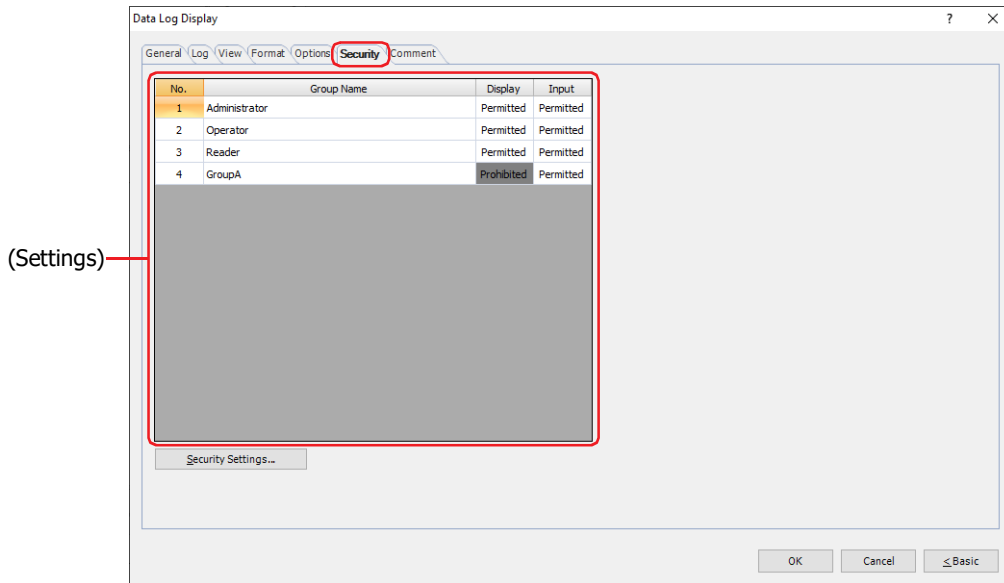 Data Log Display ? ×
General Log View Format Options Security Comment
No. Group Name Display Input
1 Administrator Permitted Permitted
2 Operator Permitted Permitted
3 Reader Permitted Permitted
4 GroupA Prohibited Permitted
(Settings)
Security Settings...
OK Cancel < Basic